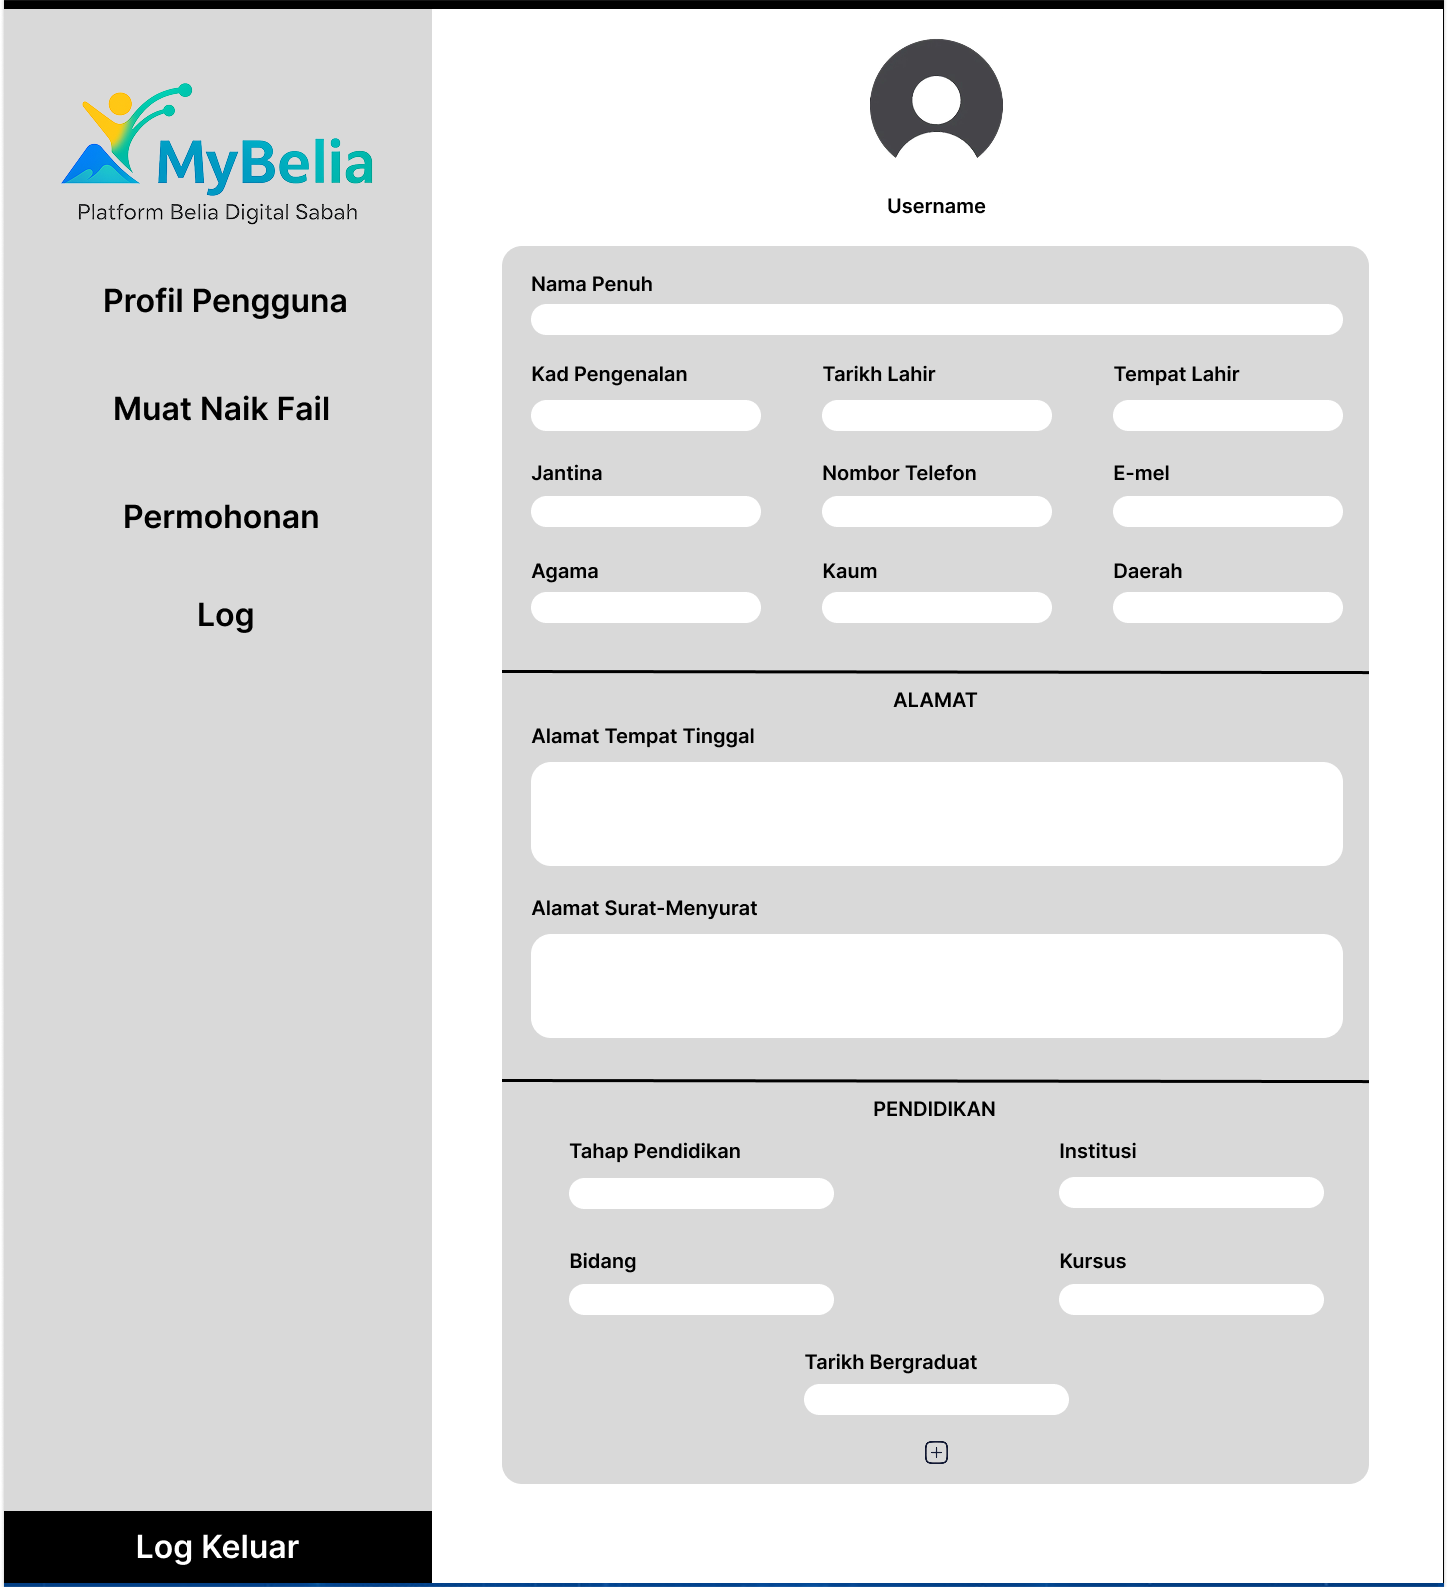 MyBelia
Platform Belia Digital Sabah
Profil Pengguna
Muat Naik Fail
Permohonan
Log
Log Keluar
Username
Nama Penuh
Kad Pengenalan
Tarikh Lahir
Tempat Lahir
Jantina
Nombor Telefon
E-mel
Agama
Kaum
Daerah
ALAMAT
Alamat Tempat Tinggal
Alamat Surat-Menyurat
PENDIDIKAN
Tahap Pendidikan
Institusi
Bidang
Kursus
Tarikh Bergraduat